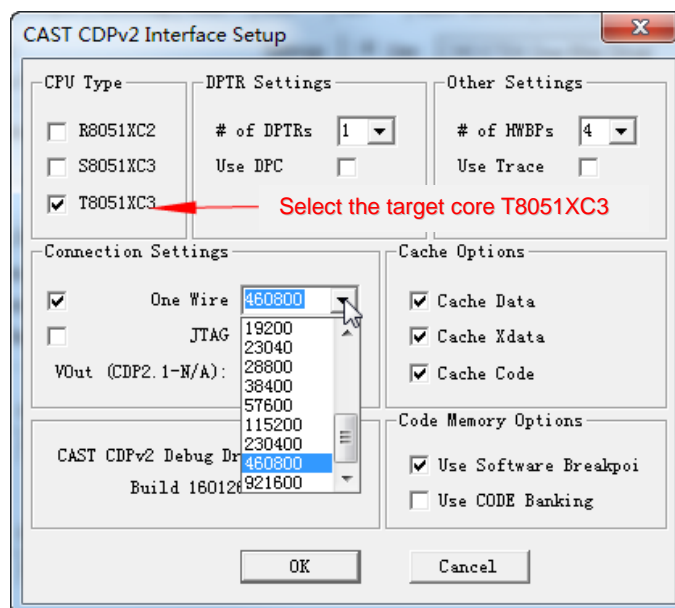 CAST CDPv2 Interface Setup
CPU Type
R8051XC2
S8051XC3
T8051XC3
DPTR Settings
# of DPTRs 1
Use DPC
Other Settings
# of HWBPs 4
Use Trace
Select the target core T8051XC3
Connection Settings
One Wire 460800
JTAG
VOut (CDP2.1-N/A):
19200
23040
28800
38400
57600
115200
230400
460800
921600
Cache Options
Cache Data
Cache Xdata
Cache Code
CAST CDPv2 Debug Dr
Build 160128
Code Memory Options
Use Software Breakpoi
Use CODE Banking
OK
Cancel